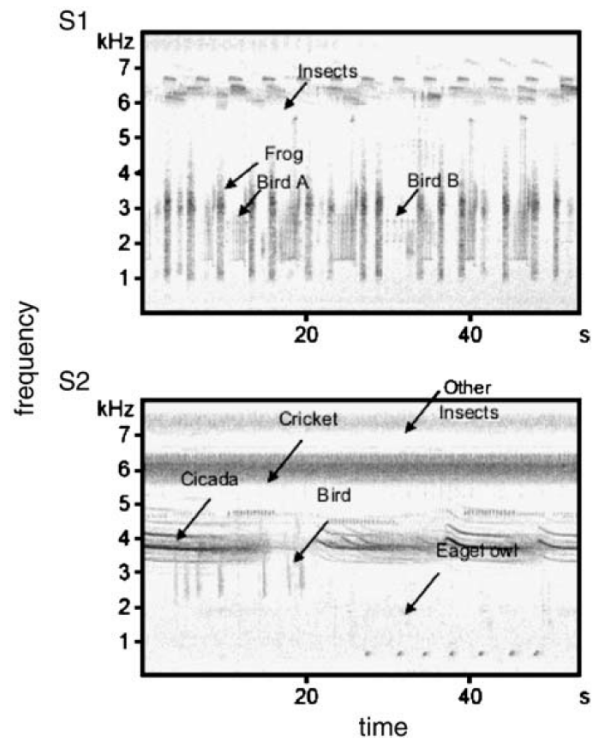 S1
kHz
7
6
5
4
3
2
1
Insects
Frog
Bird A
Bird B
20
40
s
frequency
S2
kHz
7
6
5
4
3
2
1
Other
Insects
Cricket
Cicada
Bird
Eaget owl
20
40
s
time